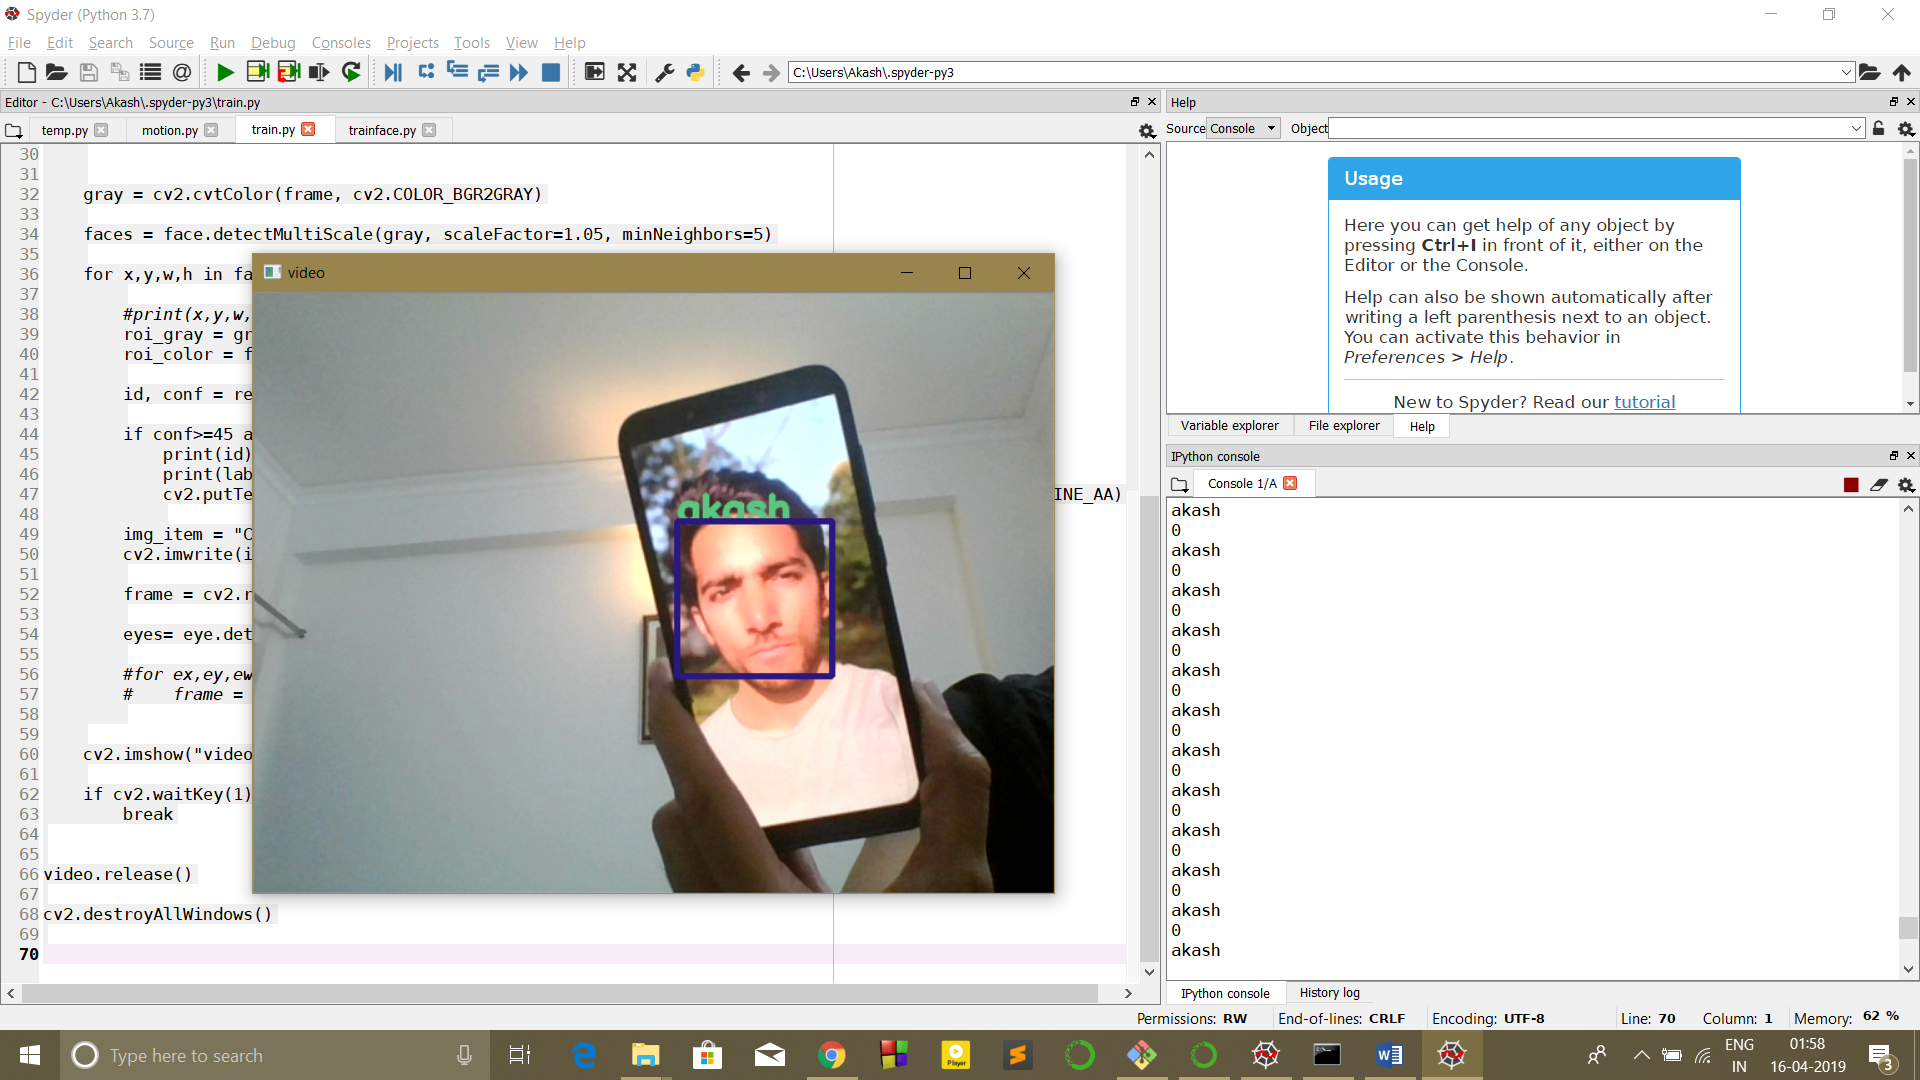 Spyder (Python 3.7)
File Edit Search Source Run Debug Consoles Projects Tools View Help
C:\Users\Akash\.spyder-py3
Editor - C:\Users\Akash\.spyder-py3\train.py
temp.py motion.py train.py trainface.py
30
31
32 gray = cv2.cvtColor(frame, cv2.COLOR_BGR2GRAY)
33
34 faces = face.detectMultiScale(gray, scaleFactor=1.05, minNeighbors=5)
35
36 for x,y,w,h in fa
37
38 #print(x,y,w,
39 roi_gray = gr
40 roi_color = f
41
42 id, conf = re
43
44 if conf>=45 a
45 print(id)
46 print(lab
47 cv2.putTe INE_AA)
48
49 img_item = "C
50 cv2.imwrite(i
51
52 frame = cv2.r
53
54 eyes= eye.det
55
56 #for ex,ey,ew
57 # frame =
58
59
60 cv2.imshow("video
61
62 if cv2.waitKey(1)
63 break
64
65
66 video.release()
67
68 cv2.destroyAllWindows()
69
70
video
akash
Help
Source Console Object
Usage
Here you can get help of any object by
pressing Ctrl+I in front of it, either on the
Editor or the Console.
Help can also be shown automatically after
writing a left parenthesis next to an object.
You can activate this behavior in
Preferences > Help.
New to Spyder? Read our tutorial
Variable explorer File explorer Help
IPython console
Console 1/A
akash
0
akash
0
akash
0
akash
0
akash
0
akash
0
akash
0
akash
0
akash
0
akash
0
akash
0
akash
IPython console History log
Permissions: RW End-of-lines: CRLF Encoding: UTF-8 Line: 70 Column: 1 Memory: 62 %
Type here to search
Player
ENG
IN
01:58
16-04-2019
3